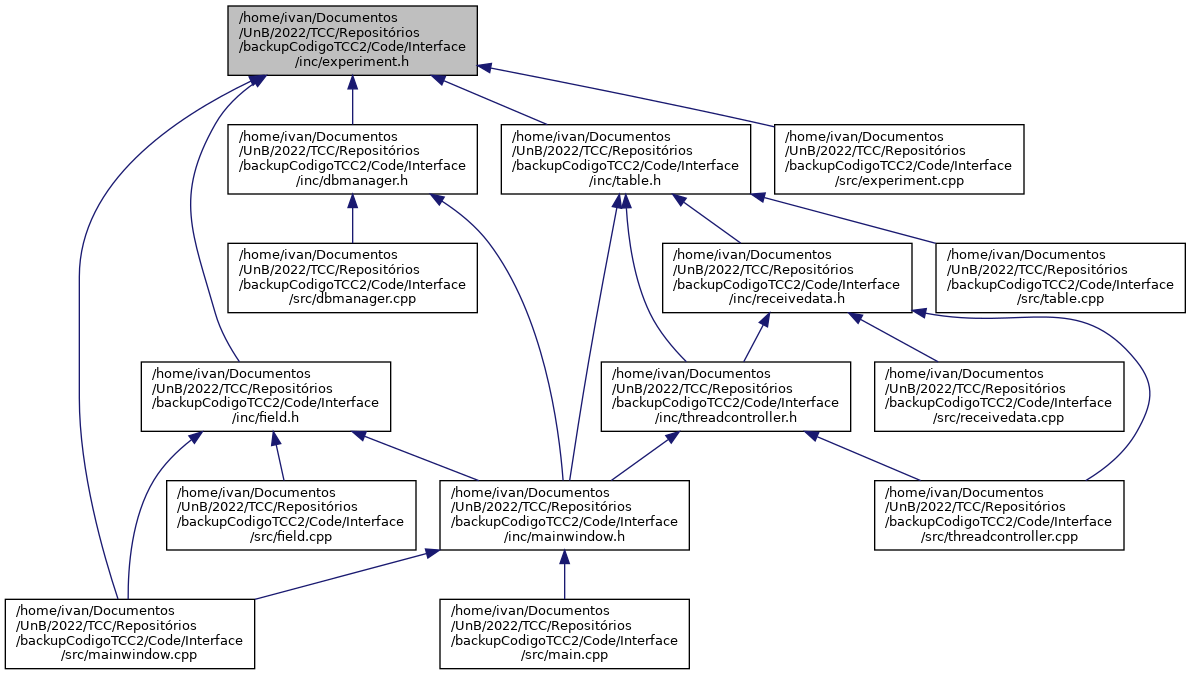 /home/ivan/Documentos
/UnB/2022/TCC/Repositórios
/backupCodigoTCC2/Code/Interface
/inc/experiment.h
/home/ivan/Documentos
/UnB/2022/TCC/Repositórios
/backupCodigoTCC2/Code/Interface
/inc/dbmanager.h
/home/ivan/Documentos
/UnB/2022/TCC/Repositórios
/backupCodigoTCC2/Code/Interface
/inc/table.h
/home/ivan/Documentos
/UnB/2022/TCC/Repositórios
/backupCodigoTCC2/Code/Interface
/src/experiment.cpp
/home/ivan/Documentos
/UnB/2022/TCC/Repositórios
/backupCodigoTCC2/Code/Interface
/src/dbmanager.cpp
/home/ivan/Documentos
/UnB/2022/TCC/Repositórios
/backupCodigoTCC2/Code/Interface
/inc/receivedata.h
/home/ivan/Documentos
/UnB/2022/TCC/Repositórios
/backupCodigoTCC2/Code/Interface
/src/table.cpp
/home/ivan/Documentos
/UnB/2022/TCC/Repositórios
/backupCodigoTCC2/Code/Interface
/inc/field.h
/home/ivan/Documentos
/UnB/2022/TCC/Repositórios
/backupCodigoTCC2/Code/Interface
/inc/threadcontroller.h
/home/ivan/Documentos
/UnB/2022/TCC/Repositórios
/backupCodigoTCC2/Code/Interface
/src/receivedata.cpp
/home/ivan/Documentos
/UnB/2022/TCC/Repositórios
/backupCodigoTCC2/Code/Interface
/src/field.cpp
/home/ivan/Documentos
/UnB/2022/TCC/Repositórios
/backupCodigoTCC2/Code/Interface
/inc/mainwindow.h
/home/ivan/Documentos
/UnB/2022/TCC/Repositórios
/backupCodigoTCC2/Code/Interface
/src/threadcontroller.cpp
/home/ivan/Documentos
/UnB/2022/TCC/Repositórios
/backupCodigoTCC2/Code/Interface
/src/mainwindow.cpp
/home/ivan/Documentos
/UnB/2022/TCC/Repositórios
/backupCodigoTCC2/Code/Interface
/src/main.cpp